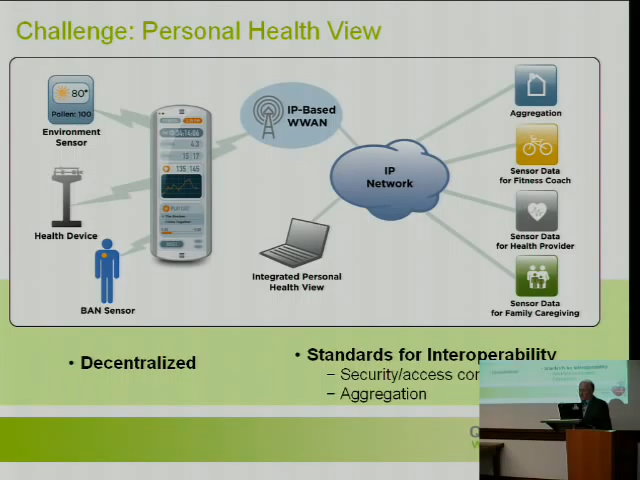 Challenge: Personal Health View
80°
Pollen: 100
Environment
Sensor
Health Device
BAN Sensor
IP-Based
WWAN
IP
Network
Integrated Personal
Health View
Aggregation
Sensor Data
for Fitness Coach
Sensor Data
for Health Provider
Sensor Data
for Family Caregiving
• Decentralized
• Standards for Interoperability
– Security/access con
– Aggregation